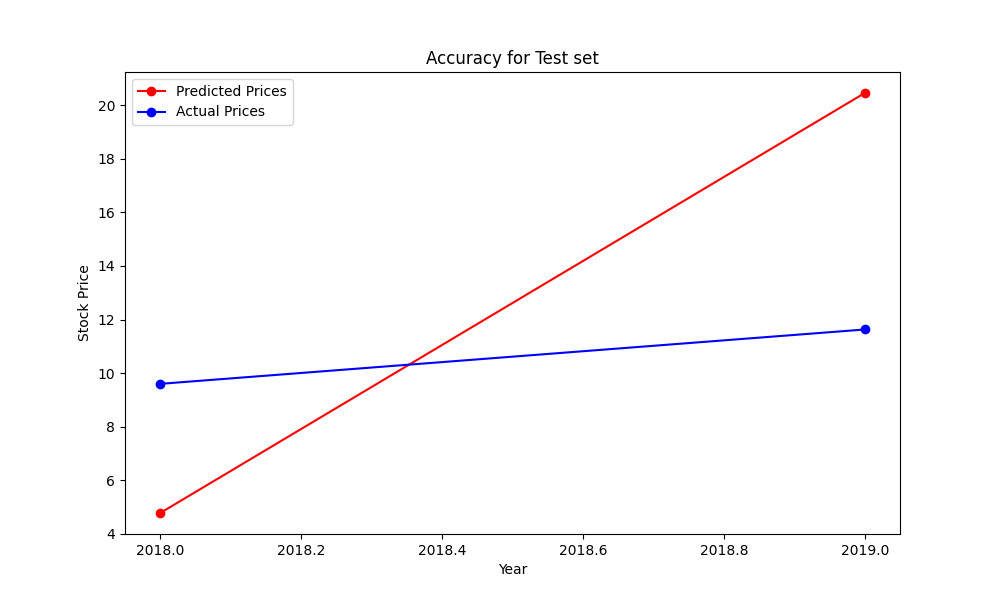 Accuracy for Test set
Predicted Prices
Actual Prices
20
18
16
14
12
10
8
6
4
Stock Price
2018.0 2018.2 2018.4 2018.6 2018.8 2019.0
Year